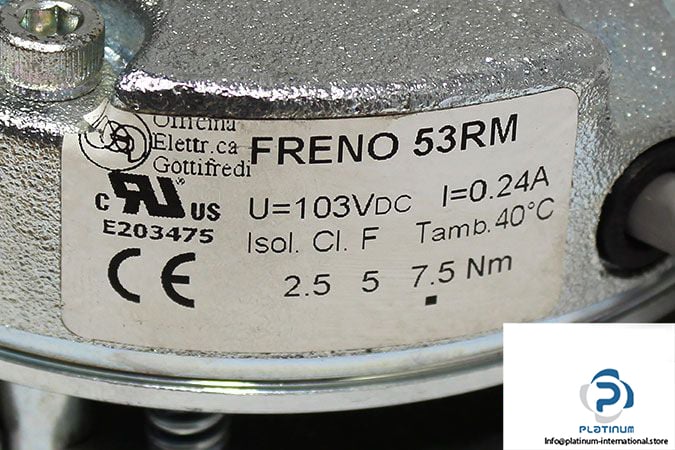 Officina
Elettr.ca
Gottifredi
FRENO 53RM
C RU US
E203475
U=103VDC I=0.24A
Isol. Cl. F Tamb.40°C
CE
2.5 5 7.5 Nm
P
PLATINUM
Info@platinum-international.store